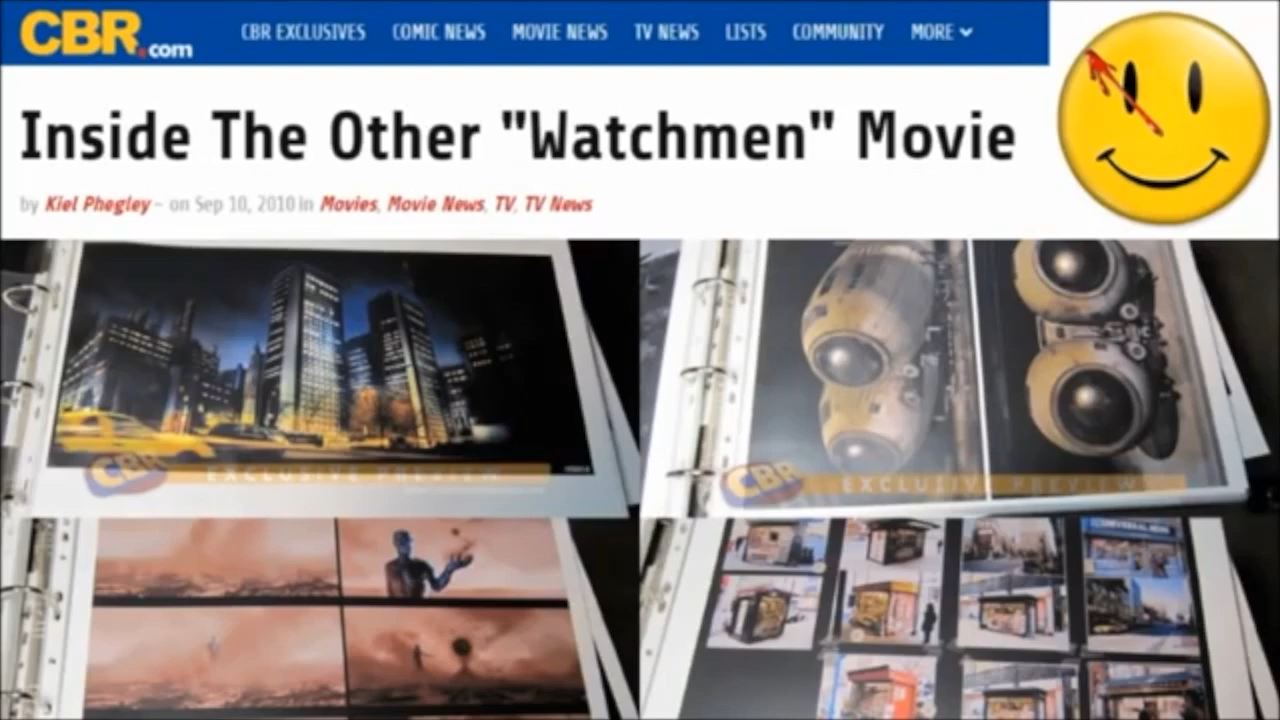 CBR.com
CBR EXCLUSIVES COMIC NEWS MOVIE NEWS TV NEWS LISTS COMMUNITY MORE
Inside The Other "Watchmen" Movie
by Kiel Phegley – on Sep 10, 2010 in Movies, Movie News, TV, TV News
CBR EXCLUSIVE PREVIEW
CBR EXCLUSIVE PREVIEW